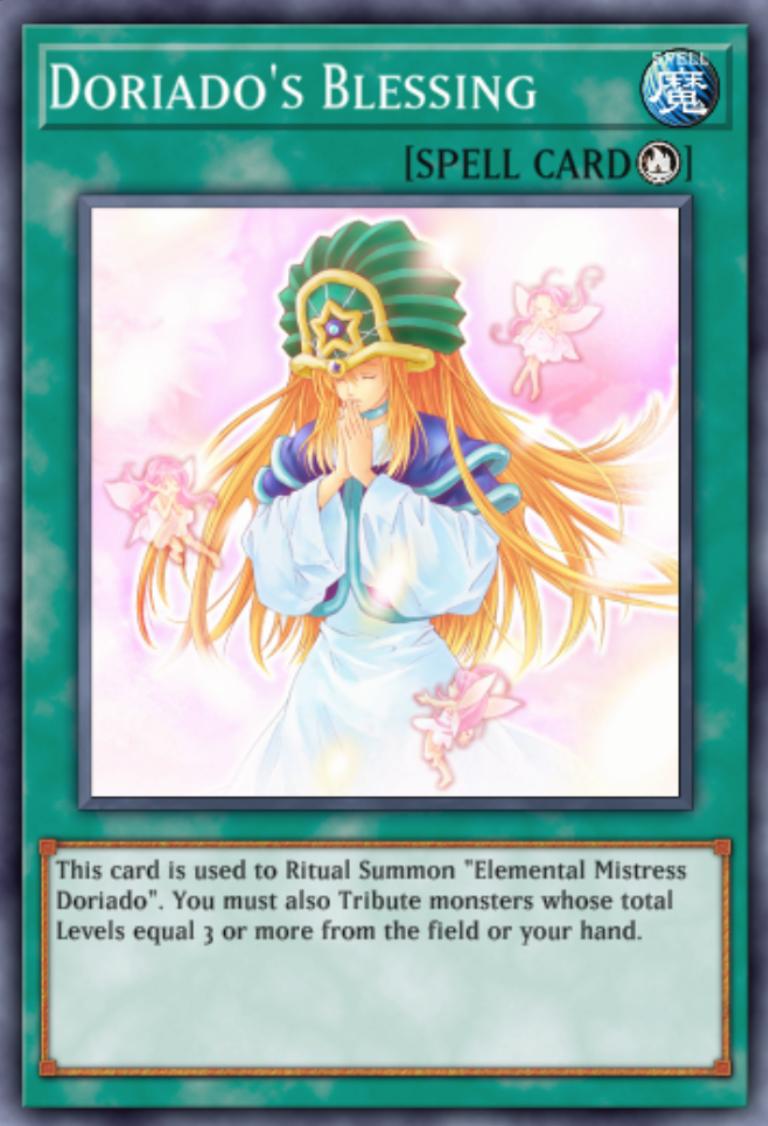 DORIADO'S BLESSING
SPELL
魔
[SPELL CARD]
This card is used to Ritual Summon "Elemental Mistress
Doriado". You must also Tribute monsters whose total
Levels equal 3 or more from the field or your hand.